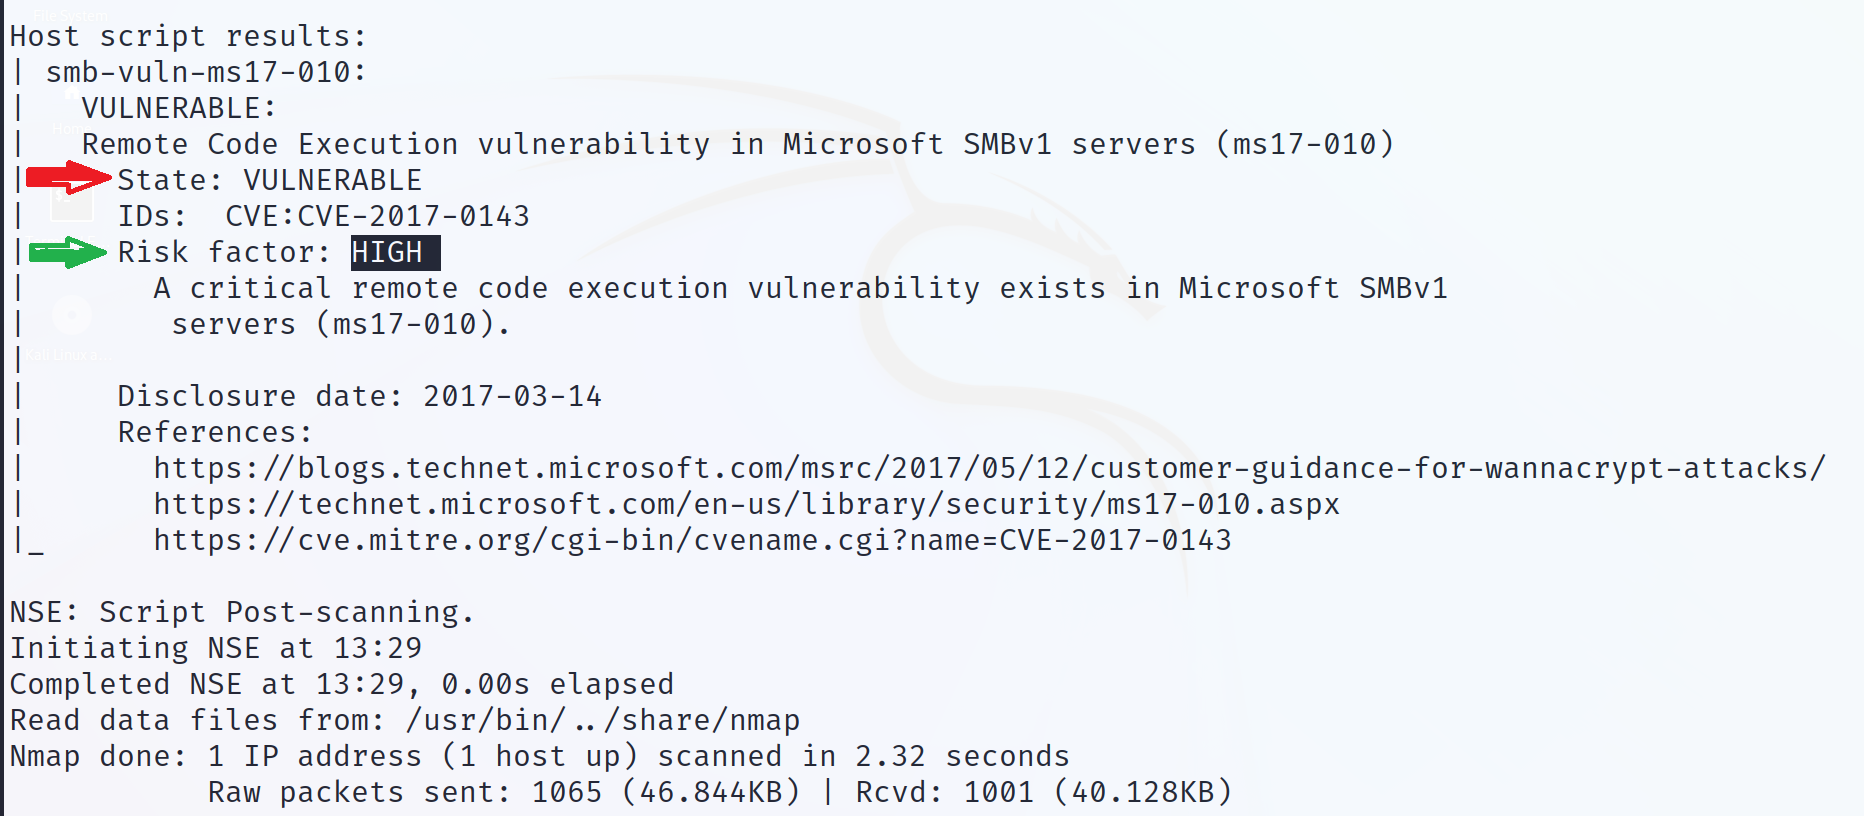 File System
Host script results:
| smb-vuln-ms17-010:
|   VULNERABLE:
Home
|   Remote Code Execution vulnerability in Microsoft SMBv1 servers (ms17-010)
|     State: VULNERABLE
|     IDs:  CVE:CVE-2017-0143
|     Risk factor: HIGH
|       A critical remote code execution vulnerability exists in Microsoft SMBv1
|        servers (ms17-010).
|
Kali Linux a...
|     Disclosure date: 2017-03-14
|     References:
|       https://blogs.technet.microsoft.com/msrc/2017/05/12/customer-guidance-for-wannacrypt-attacks/
|       https://technet.microsoft.com/en-us/library/security/ms17-010.aspx
|_      https://cve.mitre.org/cgi-bin/cvename.cgi?name=CVE-2017-0143
NSE: Script Post-scanning.
Initiating NSE at 13:29
Completed NSE at 13:29, 0.00s elapsed
Read data files from: /usr/bin/../share/nmap
Nmap done: 1 IP address (1 host up) scanned in 2.32 seconds
           Raw packets sent: 1065 (46.844KB) | Rcvd: 1001 (40.128KB)